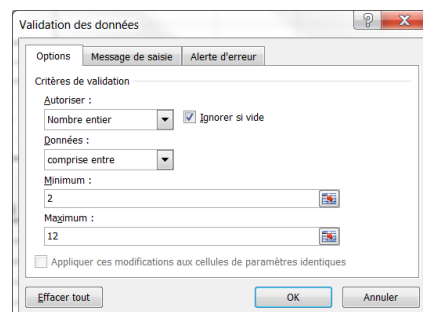 Validation des données
Options Message de saisie Alerte d'erreur
Critères de validation
Autoriser :
Nombre entier Ignorer si vide
Données :
comprise entre
Minimum :
2
Maximum :
12
Appliquer ces modifications aux cellules de paramètres identiques
Effacer tout OK Annuler